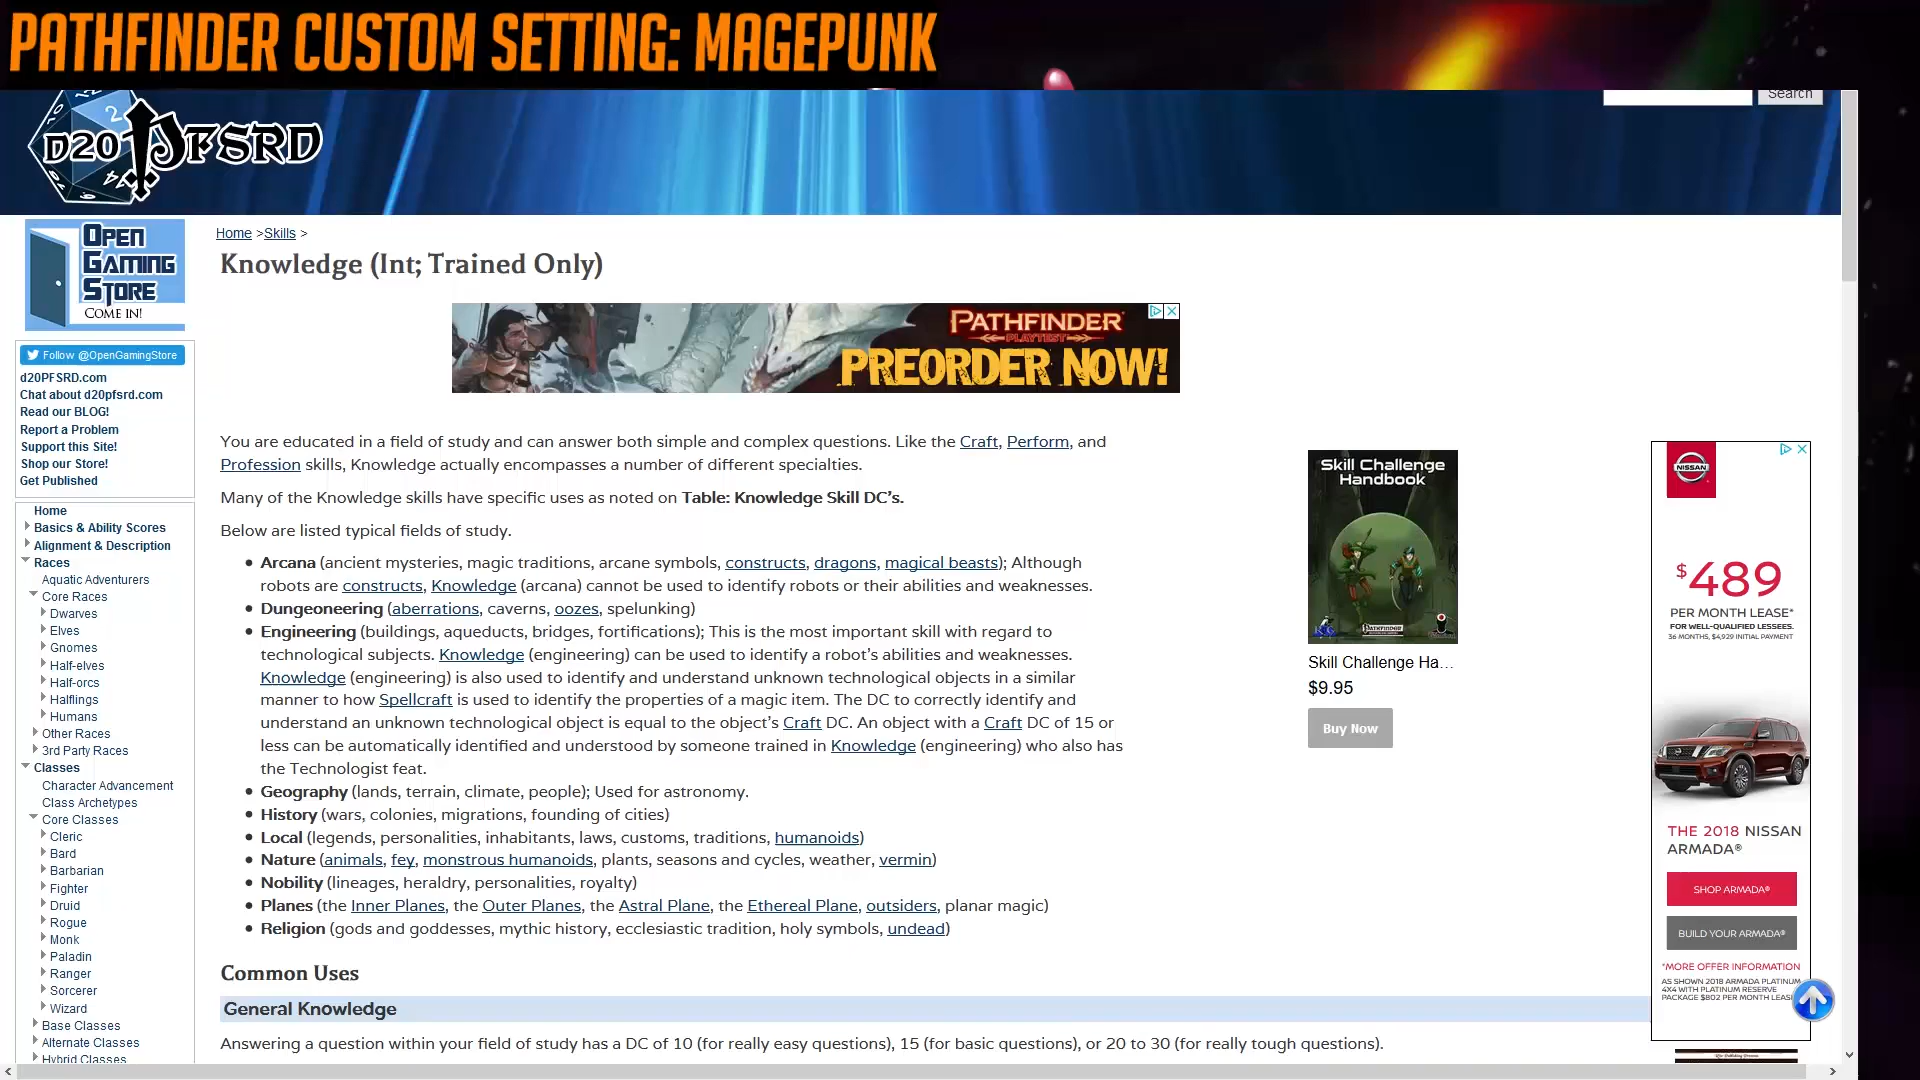 PATHFINDER CUSTOM SETTING: MAGEPUNK
Search
D20PFSRD
OPEN
GAMING
STORE
COME IN!
Follow @OpenGamingStore
d20PFSRD.com
Chat about d20pfsrd.com
Read our BLOG!
Report a Problem
Support this Site!
Shop our Store!
Get Published
Home
Basics & Ability Scores
Alignment & Description
Races
Aquatic Adventurers
Core Races
Dwarves
Elves
Gnomes
Half-elves
Half-orcs
Halflings
Humans
Other Races
3rd Party Races
Classes
Character Advancement
Class Archetypes
Core Classes
Cleric
Bard
Barbarian
Fighter
Druid
Rogue
Monk
Paladin
Ranger
Sorcerer
Wizard
Base Classes
Alternate Classes
Hybrid Classes
Home >Skills >
Knowledge (Int; Trained Only)
PATHFINDER
PLAYTEST
PREORDER NOW!
You are educated in a field of study and can answer both simple and complex questions. Like the Craft, Perform, and
Profession skills, Knowledge actually encompasses a number of different specialties.
Many of the Knowledge skills have specific uses as noted on Table: Knowledge Skill DC's.
Below are listed typical fields of study.
• Arcana (ancient mysteries, magic traditions, arcane symbols, constructs, dragons, magical beasts); Although
robots are constructs, Knowledge (arcana) cannot be used to identify robots or their abilities and weaknesses.
• Dungeoneering (aberrations, caverns, oozes, spelunking)
• Engineering (buildings, aqueducts, bridges, fortifications); This is the most important skill with regard to
technological subjects. Knowledge (engineering) can be used to identify a robot's abilities and weaknesses.
Knowledge (engineering) is also used to identify and understand unknown technological objects in a similar
manner to how Spellcraft is used to identify the properties of a magic item. The DC to correctly identify and
understand an unknown technological object is equal to the object's Craft DC. An object with a Craft DC of 15 or
less can be automatically identified and understood by someone trained in Knowledge (engineering) who also has
the Technologist feat.
• Geography (lands, terrain, climate, people); Used for astronomy.
• History (wars, colonies, migrations, founding of cities)
• Local (legends, personalities, inhabitants, laws, customs, traditions, humanoids)
• Nature (animals, fey, monstrous humanoids, plants, seasons and cycles, weather, vermin)
• Nobility (lineages, heraldry, personalities, royalty)
• Planes (the Inner Planes, the Outer Planes, the Astral Plane, the Ethereal Plane, outsiders, planar magic)
• Religion (gods and goddesses, mythic history, ecclesiastic tradition, holy symbols, undead)
Common Uses
General Knowledge
Answering a question within your field of study has a DC of 10 (for really easy questions), 15 (for basic questions), or 20 to 30 (for really tough questions).
Skill Challenge
Handbook
Skill Challenge Ha...
$9.95
Buy Now
NISSAN
$489
PER MONTH LEASE*
FOR WELL-QUALIFIED LESSEES.
36 MONTHS, $4,929 INITIAL PAYMENT
THE 2018 NISSAN
ARMADA®
SHOP ARMADA®
BUILD YOUR ARMADA®
*MORE OFFER INFORMATION
AS SHOWN 2018 ARMADA PLATINUM
4X4 WITH PLATINUM RESERVE
PACKAGE $802 PER MONTH LEASE